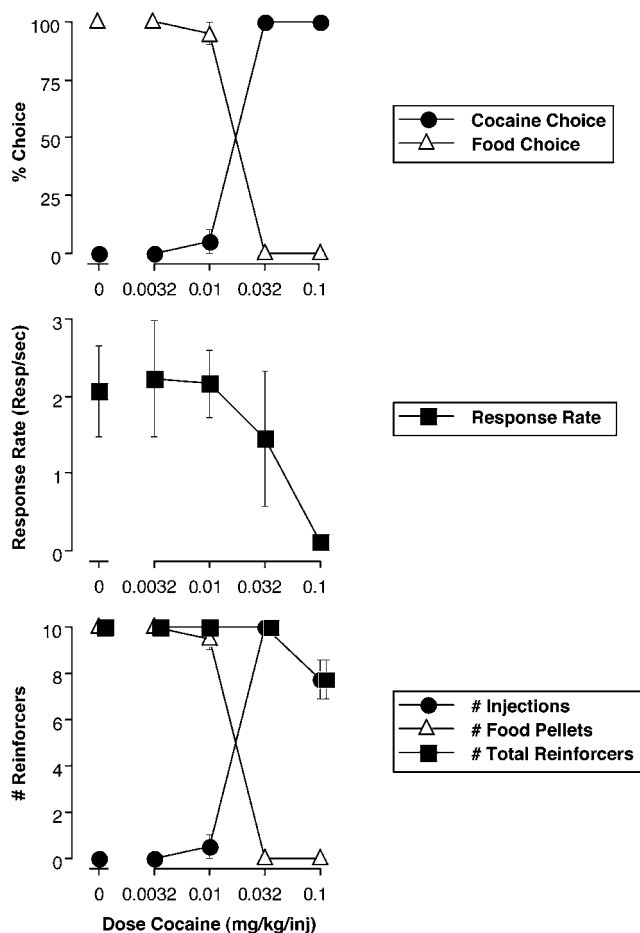 100
75
50
25
0
% Choice
0 0.0032 0.01 0.032 0.1
Cocaine Choice
Food Choice
3
2
1
0
Response Rate (Resp/sec)
0 0.0032 0.01 0.032 0.1
Response Rate
10
8
6
4
2
0
# Reinforcers
0 0.0032 0.01 0.032 0.1
Dose Cocaine (mg/kg/inj)
# Injections
# Food Pellets
# Total Reinforcers